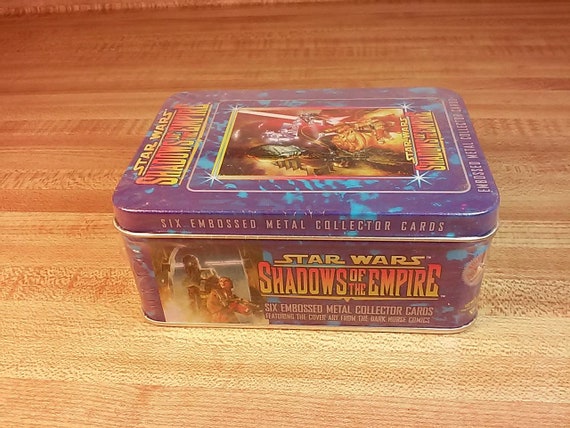 STAR WARS
SHADOWS OF THE EMPIRE
STAR WARS
SHADOWS OF THE EMPIRE
EMBOSSED METAL COLLECTOR CARDS
SIX EMBOSSED METAL COLLECTOR CARDS
STAR WARS
SHADOWS OF THE EMPIRE™
SIX EMBOSSED METAL COLLECTOR CARDS
FEATURING THE COVER ART FROM THE DARK HORSE COMICS